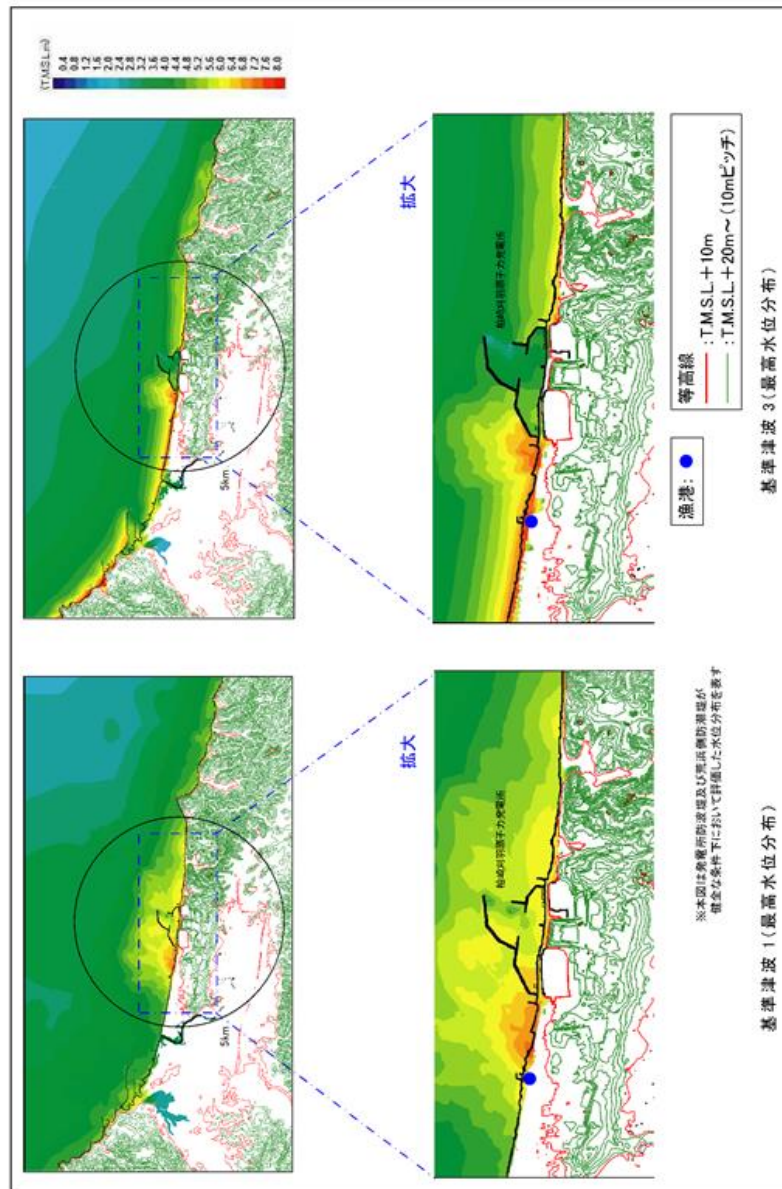 (T.M.S.L.m)
0.4
0.8
1.2
1.6
2.0
2.4
2.8
3.2
3.6
4.0
4.4
4.8
5.2
5.6
6.0
6.4
6.8
7.2
7.6
8.0
5km
拡大
柏崎刈羽原子力発電所
漁港:
等高線
:T.M.S.L.+10m
:T.M.S.L.+20m~(10mピッチ)
基準津波3(最高水位分布)
5km
拡大
柏崎刈羽原子力発電所
※本図は発電所防波堤及び荒浜側防潮堤が
健全な条件下において評価した水位分布を表す
基準津波1(最高水位分布)